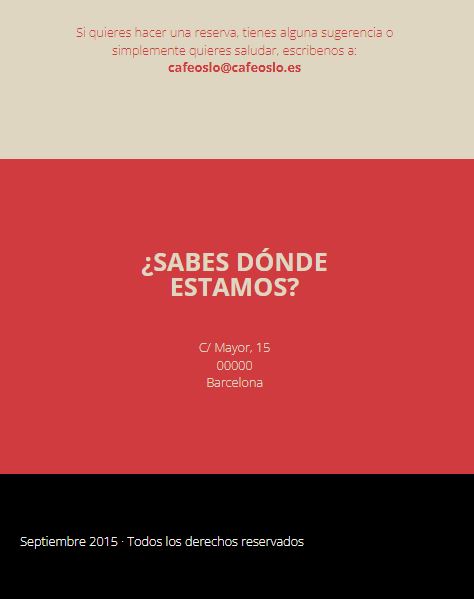 Si quieres hacer una reserva, tienes alguna sugerencia o
simplemente quieres saludar, escribenos a:
cafeoslo@cafeoslo.es
¿SABES DÓNDE
ESTAMOS?
C/ Mayor, 15
00000
Barcelona
Septiembre 2015 · Todos los derechos reservados